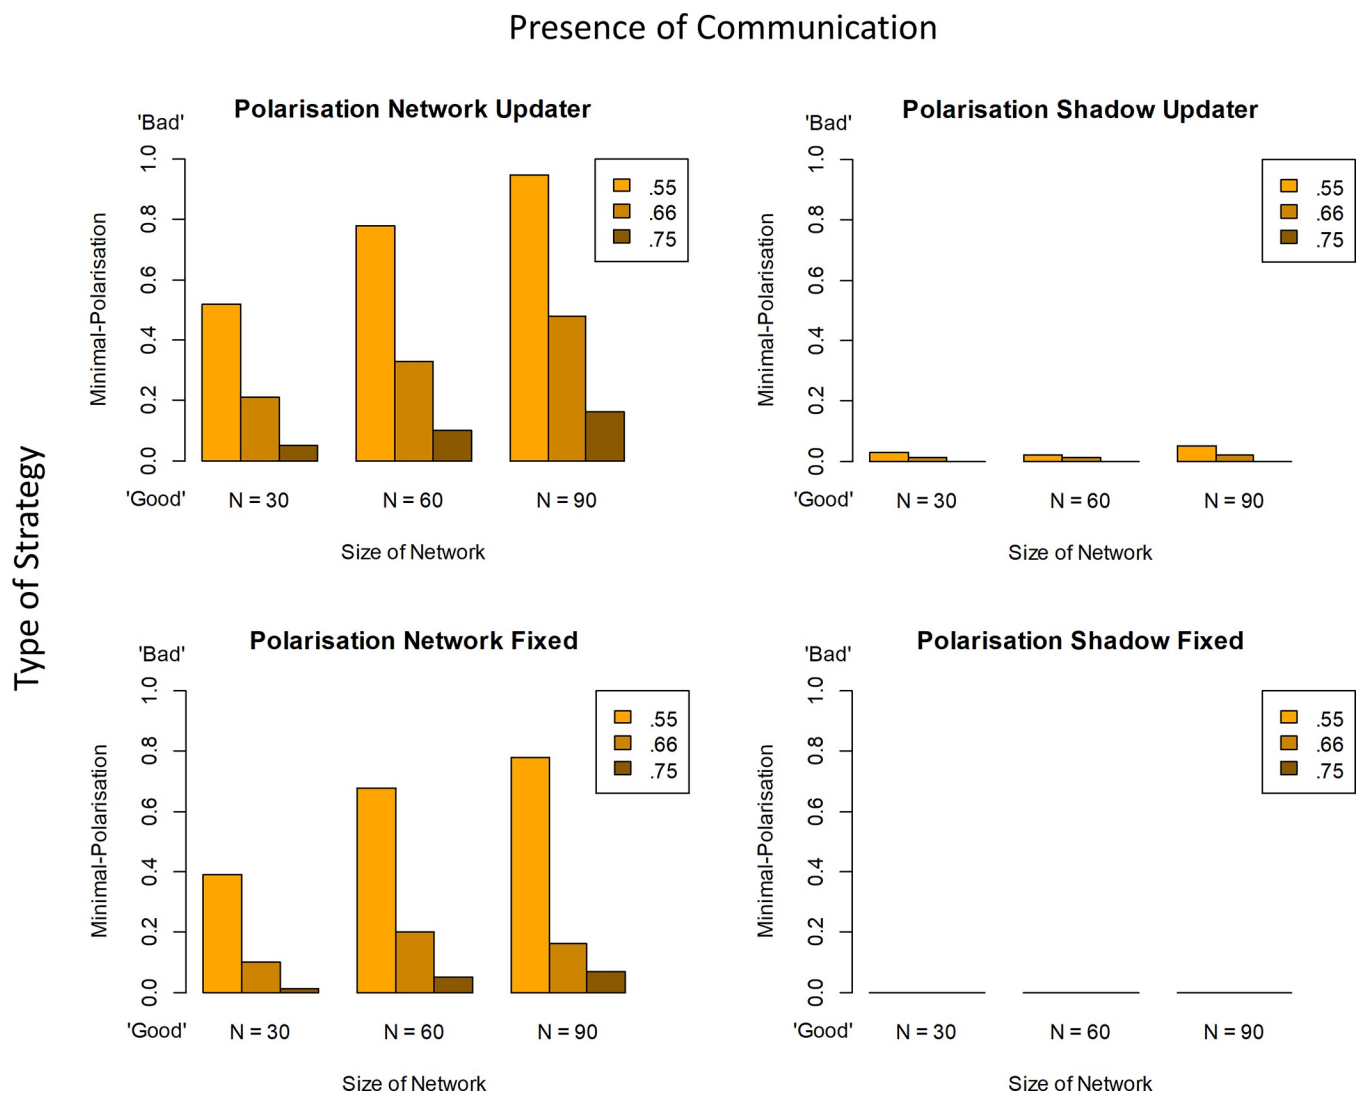 Presence of Communication
Type of Strategy
Polarisation Network Updater
'Bad'
1.0
0.8
0.6
0.4
0.2
0.0
Minimal-Polarisation
.55
.66
.75
'Good' N = 30 N = 60 N = 90
Size of Network
Polarisation Shadow Updater
'Bad'
1.0
0.8
0.6
0.4
0.2
0.0
Minimal-Polarisation
.55
.66
.75
'Good' N = 30 N = 60 N = 90
Size of Network
Polarisation Network Fixed
'Bad'
1.0
0.8
0.6
0.4
0.2
0.0
Minimal-Polarisation
.55
.66
.75
'Good' N = 30 N = 60 N = 90
Size of Network
Polarisation Shadow Fixed
'Bad'
1.0
0.8
0.6
0.4
0.2
0.0
Minimal-Polarisation
.55
.66
.75
'Good' N = 30 N = 60 N = 90
Size of Network